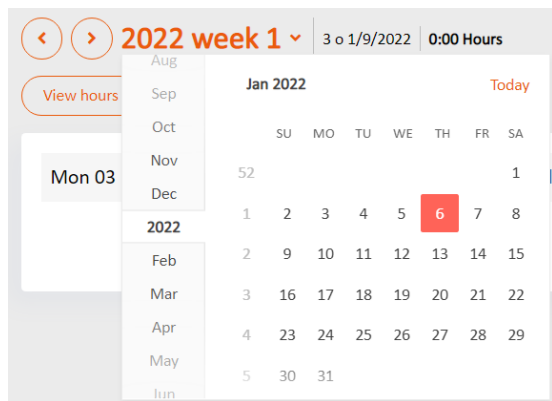 2022 week 1 3 o 1/9/2022 0:00 Hours
View hours
Mon 03
Aug
Sep
Oct
Nov
Dec
2022
Feb
Mar
Apr
May
Jun
Jan 2022 Today
SU MO TU WE TH FR SA
52 1
1 2 3 4 5 6 7 8
2 9 10 11 12 13 14 15
3 16 17 18 19 20 21 22
4 23 24 25 26 27 28 29
5 30 31